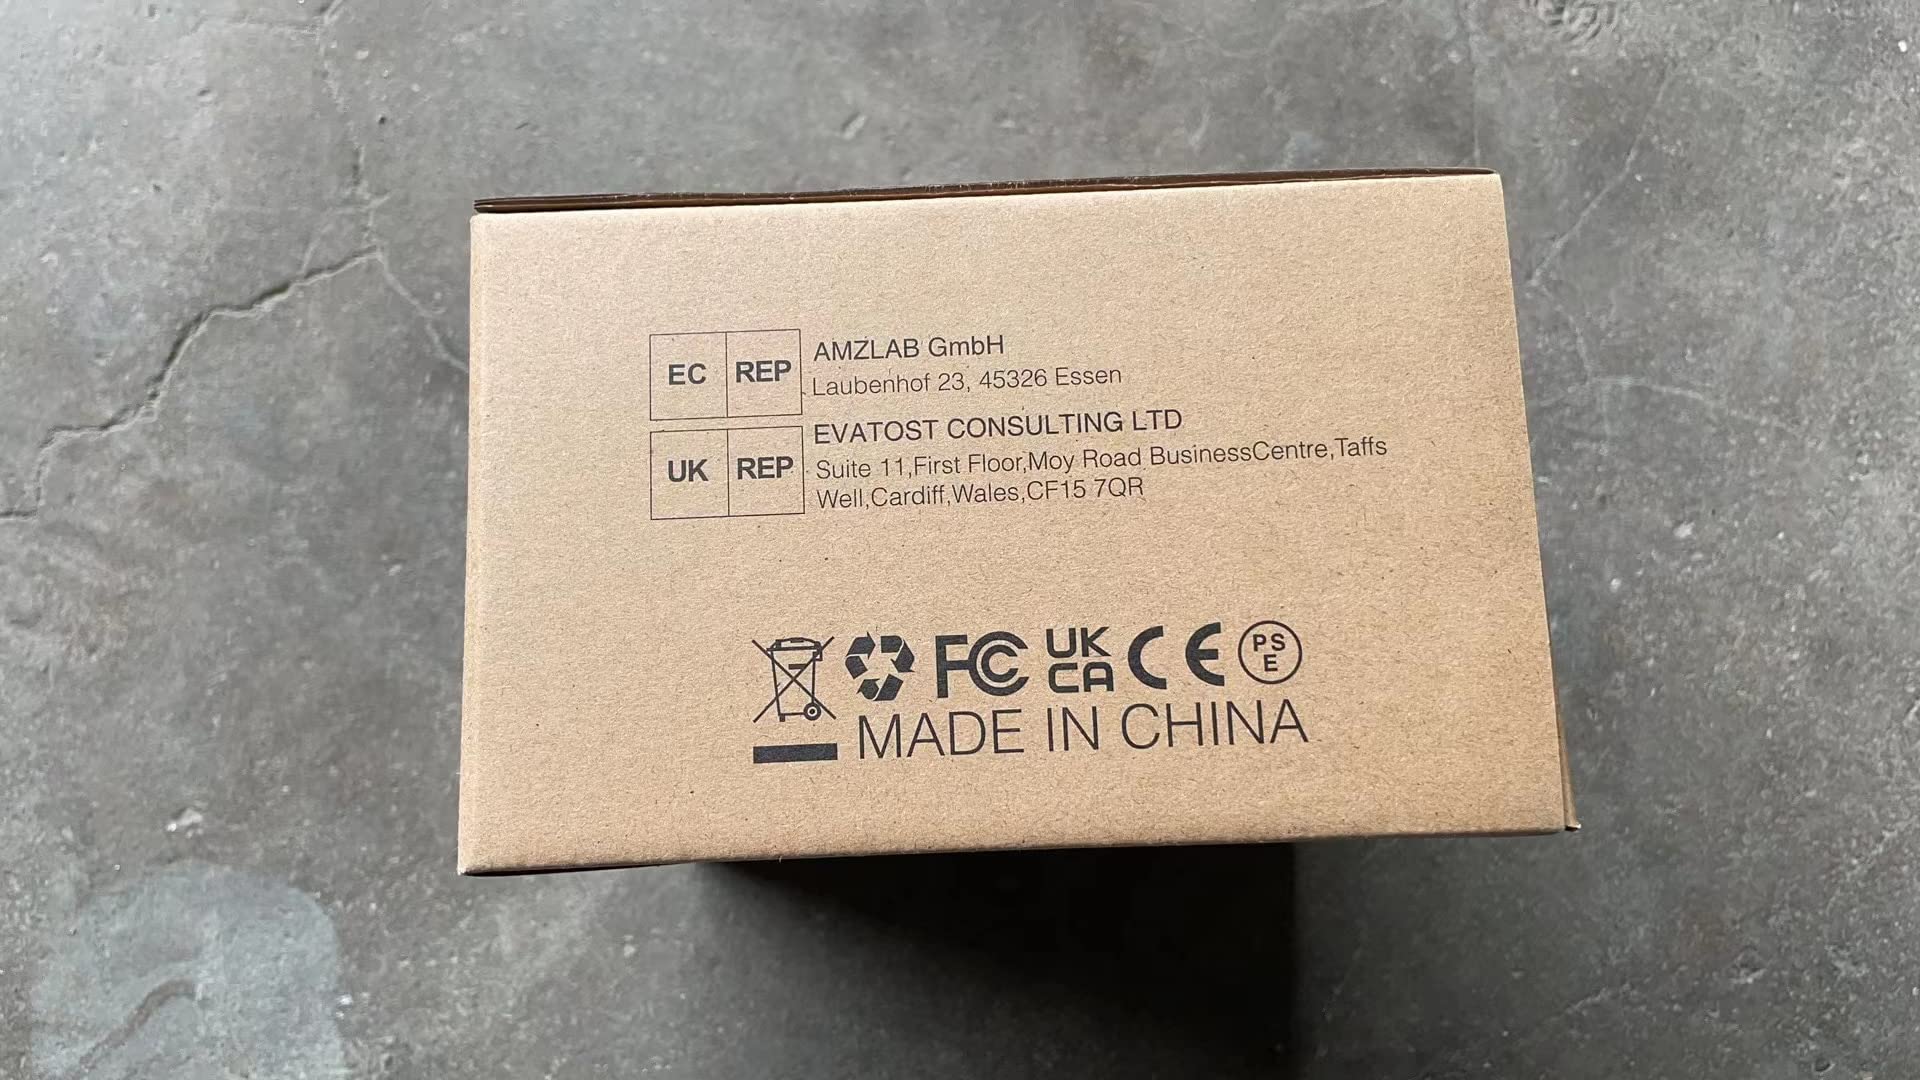 EC REP AMZLAB GmbH
Laubenhof 23, 45326 Essen
UK REP EVATOST CONSULTING LTD
Suite 11,First Floor,Moy Road BusinessCentre,Taffs
Well,Cardiff,Wales,CF15 7QR
FC UK CA CE PS E
MADE IN CHINA